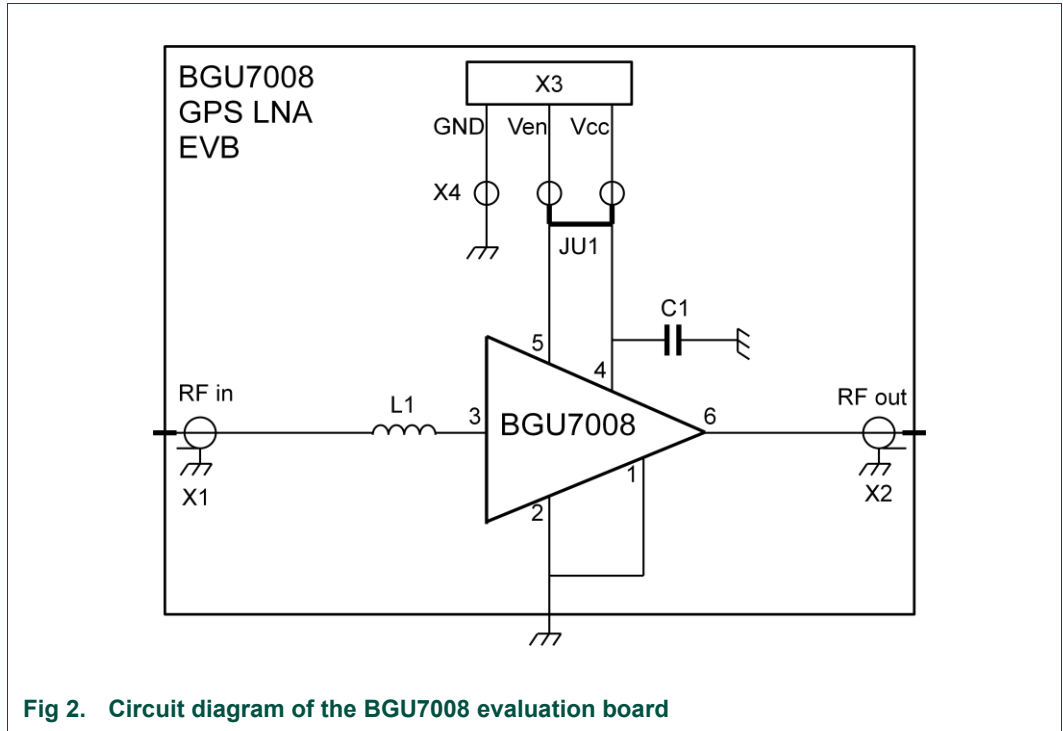 BGU7008
GPS LNA
EVB
X3
GND Ven Vcc
X4
JU1
C1
5
4
RF in
L1
3
BGU7008
6
RF out
X1
2
1
X2
Fig 2. Circuit diagram of the BGU7008 evaluation board